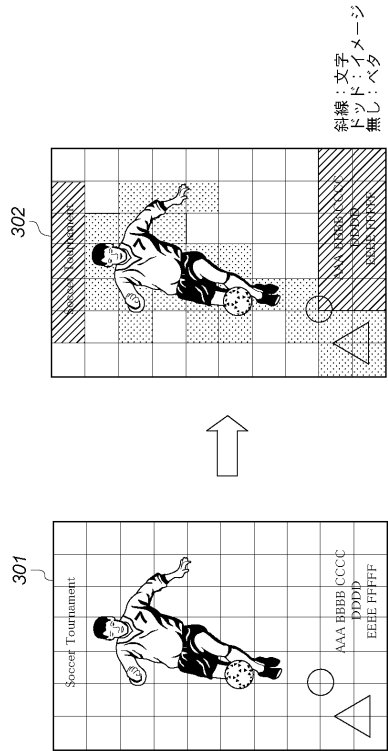 301
Soccer Tournament
AAA BBBB CCCC
DDDD
EEEE FFFFF
302
Soccer Tournament
AAA BBBB CCCC
DDDD
EEEE FFFFF
斜線：文字
ドッド：イメージ
無し：ベタ